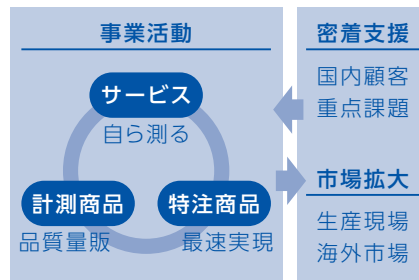 事業活動
サービス
自ら測る
計測商品
品質量販
特注商品
最速実現
密着支援
国内顧客
重点課題
市場拡大
生産現場
海外市場